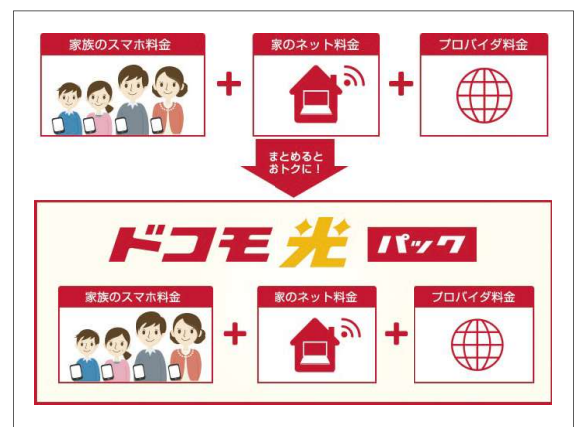 家族のスマホ料金
家のネット料金
プロバイダ料金
まとめると
おトクに!
ドコモ光 パック
家族のスマホ料金
家のネット料金
プロバイダ料金